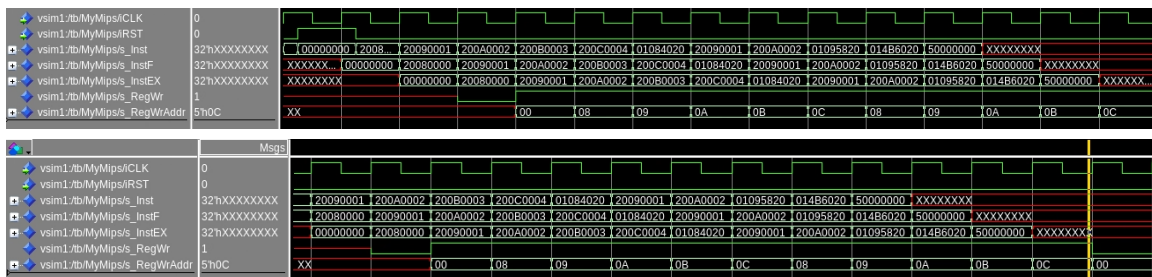 vsim1:/tb/MyMips/iCLK 0
vsim1:/tb/MyMips/iRST 0
vsim1:/tb/MyMips/s_Inst 32'hXXXXXXXX 00000000 2008... 20090001 200A0002 200B0003 200C0004 01084020 20090001 200A0002 01095820 014B6020 50000000 XXXXXXXX
vsim1:/tb/MyMips/s_InstF 32'hXXXXXXXX XXXXXX... 00000000 20080000 20090001 200A0002 200B0003 200C0004 01084020 20090001 200A0002 01095820 014B6020 50000000 XXXXXXXX
vsim1:/tb/MyMips/s_InstEX 32'hXXXXXXXX XXXXXXXX 00000000 20080000 20090001 200A0002 200B0003 200C0004 01084020 20090001 200A0002 01095820 014B6020 50000000 XXXXXX...
vsim1:/tb/MyMips/s_RegWr 1
vsim1:/tb/MyMips/s_RegWrAddr 5'h0C XX 00 08 09 0A 0B 0C 08 09 0A 0B 0C
Msgs
vsim1:/tb/MyMips/iCLK 0
vsim1:/tb/MyMips/iRST 0
vsim1:/tb/MyMips/s_Inst 32'hXXXXXXXX 20090001 200A0002 200B0003 200C0004 01084020 20090001 200A0002 01095820 014B6020 50000000 XXXXXXXX
vsim1:/tb/MyMips/s_InstF 32'hXXXXXXXX 20080000 20090001 200A0002 200B0003 200C0004 01084020 20090001 200A0002 01095820 014B6020 50000000 XXXXXXXX
vsim1:/tb/MyMips/s_InstEX 32'hXXXXXXXX 00000000 20080000 20090001 200A0002 200B0003 200C0004 01084020 20090001 200A0002 01095820 014B6020 50000000 XXXXXXXX
vsim1:/tb/MyMips/s_RegWr 1
vsim1:/tb/MyMips/s_RegWrAddr 5'h0C XX 00 08 09 0A 0B 0C 08 09 0A 0B 0C 00